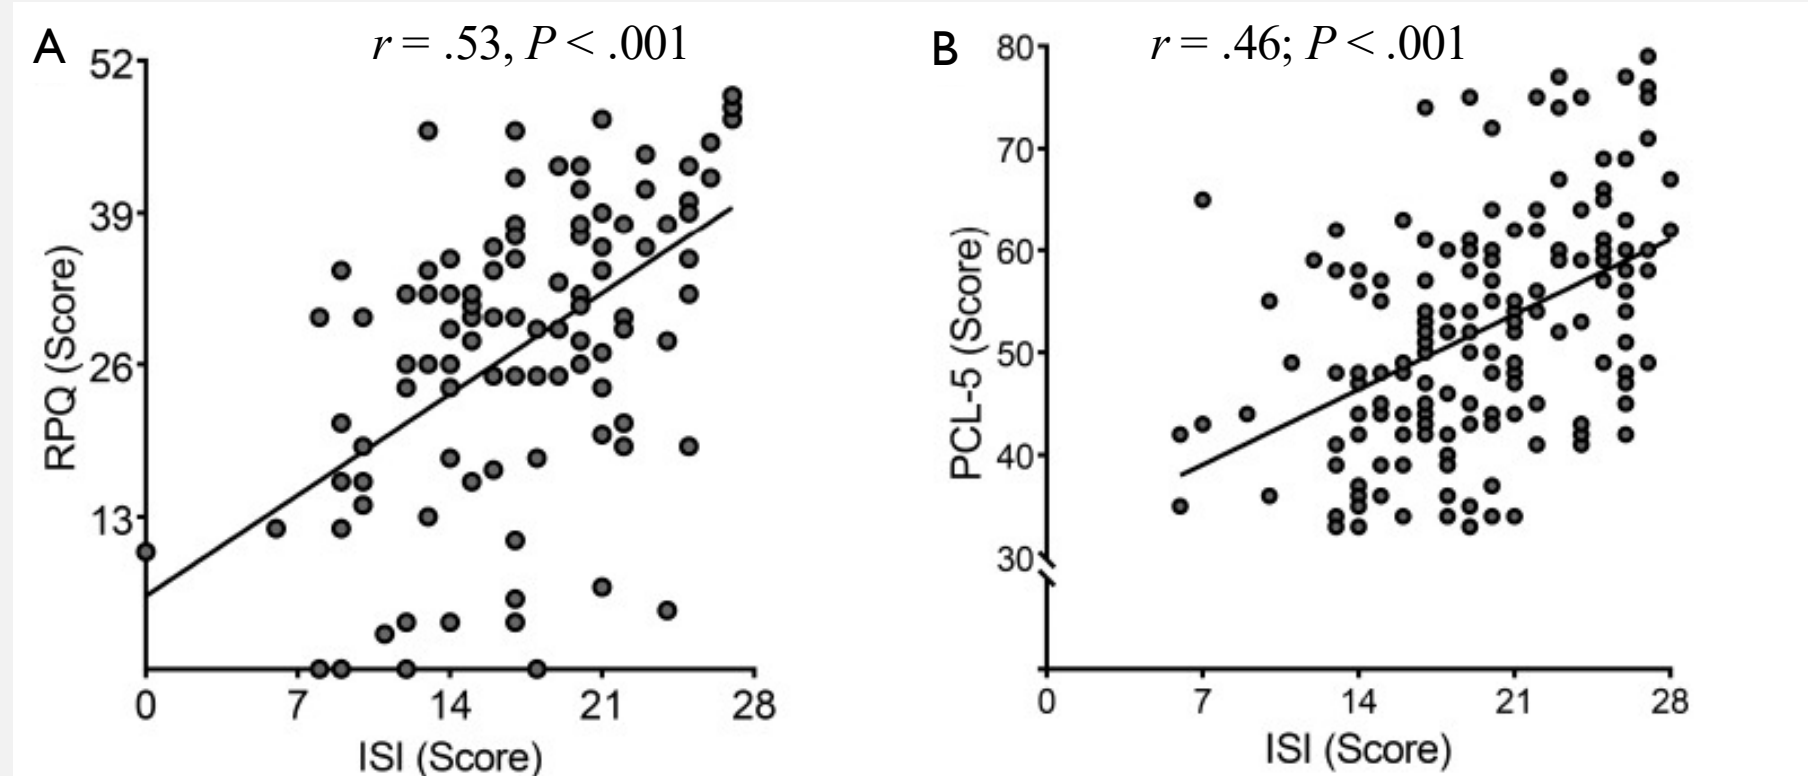 A
r = .53, P < .001
52
39
26
13
RPQ (Score)
0 7 14 21 28
ISI (Score)
B
r = .46; P < .001
80
70
60
50
40
30
PCL-5 (Score)
0 7 14 21 28
ISI (Score)